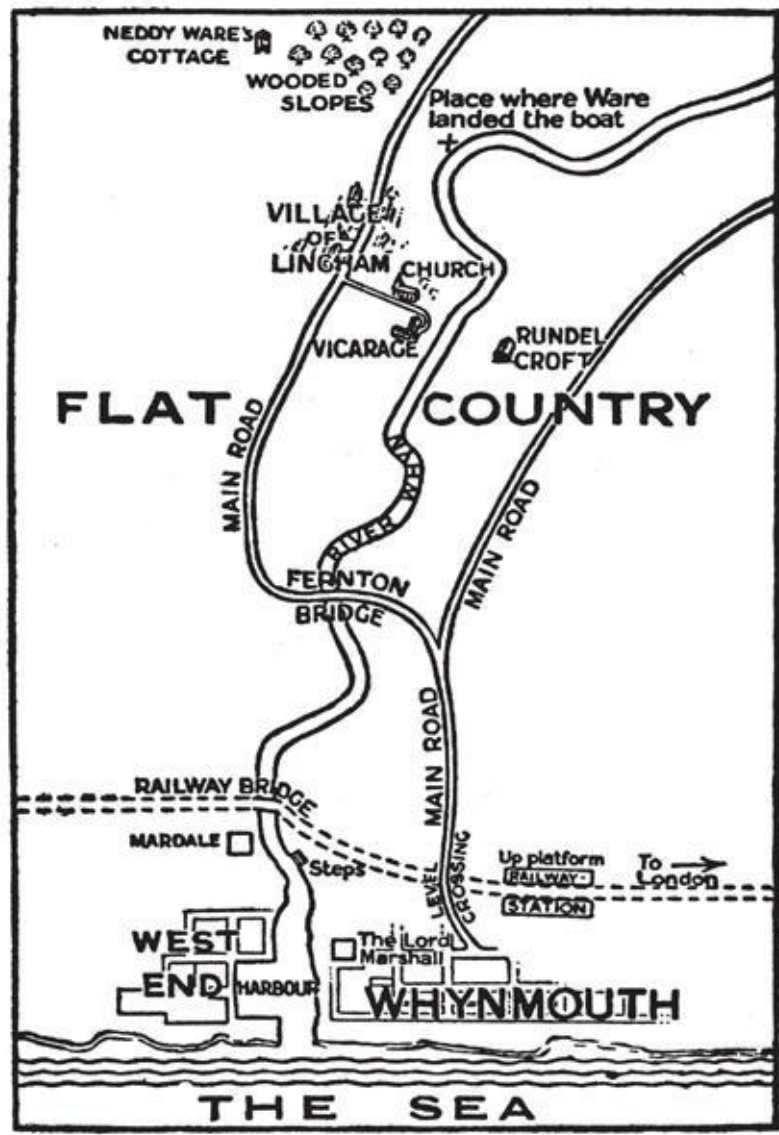 NEDDY WARE'S
COTTAGE
WOODED
SLOPES
Place where Ware
landed the boat
VILLAGE
OF
LINGHAM
CHURCH
VICARAGE
RUNDEL
CROFT
FLAT COUNTRY
MAIN ROAD
RIVER WHYN
MAIN ROAD
FERNTON
BRIDGE
MAIN ROAD
RAILWAY BRIDGE
MARDALE
Steps
LEVEL
CROSSING
Up platform
RAILWAY
STATION
To
London
WEST
END
HARBOUR
The Lord
Marshall
WHYNMOUTH
THE SEA